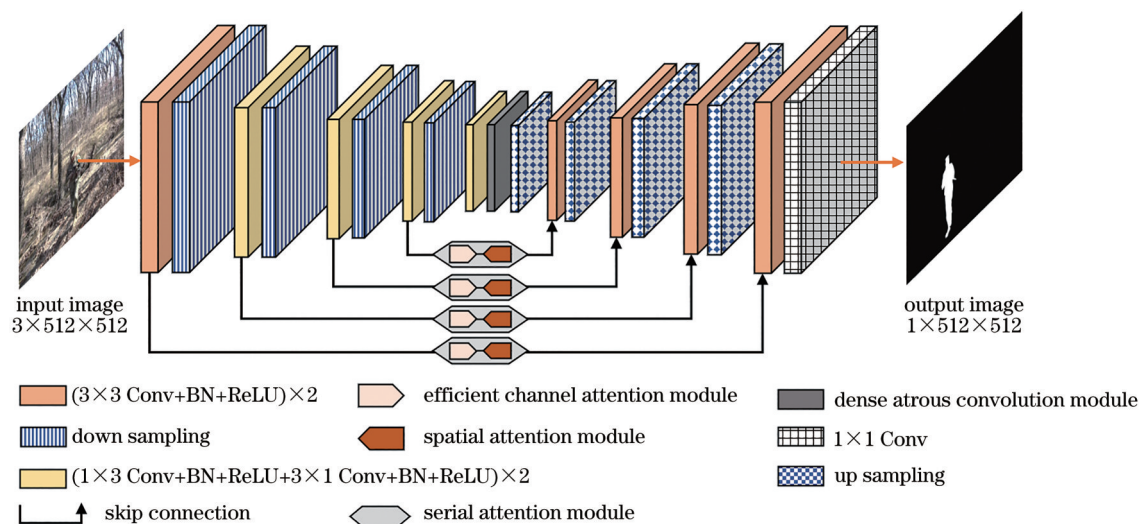 input image
3×512×512
output image
1×512×512
(3×3 Conv+BN+ReLU)×2
efficient channel attention module
dense atrous convolution module
down sampling
spatial attention module
1×1 Conv
(1×3 Conv+BN+ReLU+3×1 Conv+BN+ReLU)×2
up sampling
skip connection
serial attention module